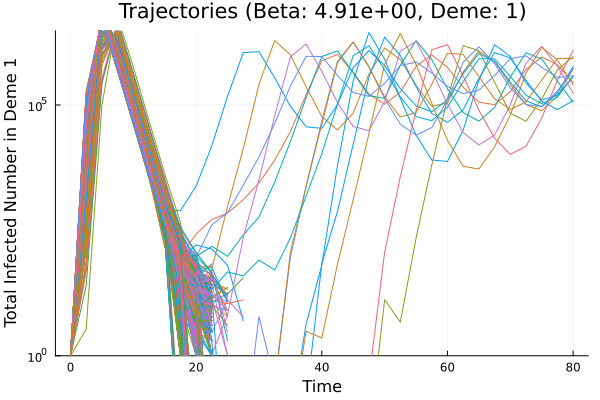 Trajectories (Beta: 4.91e+00, Deme: 1)
Total Infected Number in Deme 1
10^5
10^0
0 20 40 60 80
Time